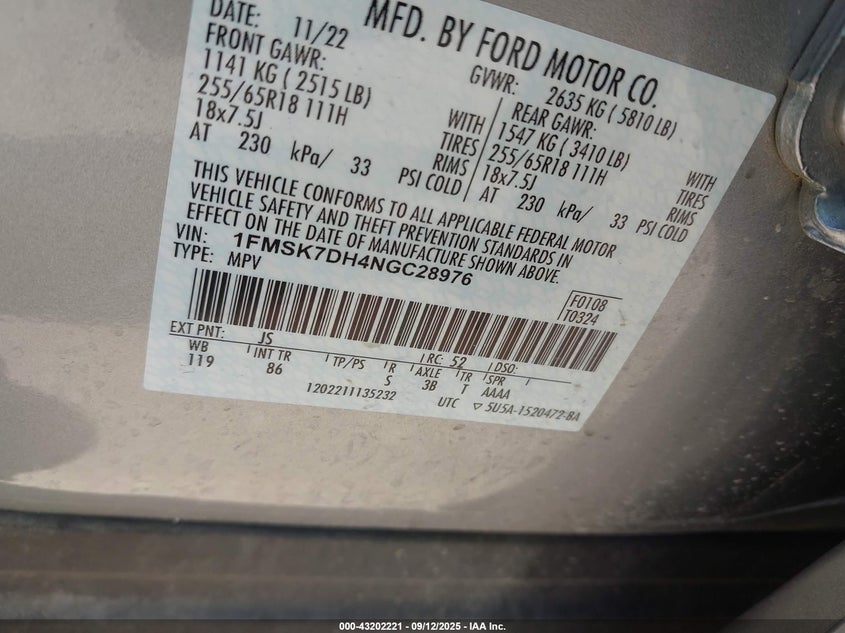 MFD. BY FORD MOTOR CO.
DATE: 11/22 GVWR: 2635 KG ( 5810 LB)
FRONT GAWR: REAR GAWR:
1141 KG ( 2515 LB) WITH 1547 KG ( 3410 LB) WITH
255/65R18 111H TIRES 255/65R18 111H TIRES
18x7.5J RIMS 18x7.5J RIMS
AT 230 kPa/ 33 PSI COLD AT 230 kPa/ 33 PSI COLD
THIS VEHICLE CONFORMS TO ALL APPLICABLE FEDERAL MOTOR
VEHICLE SAFETY AND THEFT PREVENTION STANDARDS IN
EFFECT ON THE DATE OF MANUFACTURE SHOWN ABOVE.
VIN: 1FMSK7DH4NGC28976
TYPE: MPV
F0108
T0324
EXT PNT: JS RC: 52 DSO:
WB INT TR TP/PS R AXLE TR SPR
119 86 S 3B T AAAA
1202211135232 UTC ▽ 5U5A-1520472-BA
000-43202221 - 09/12/2025 - IAA Inc.